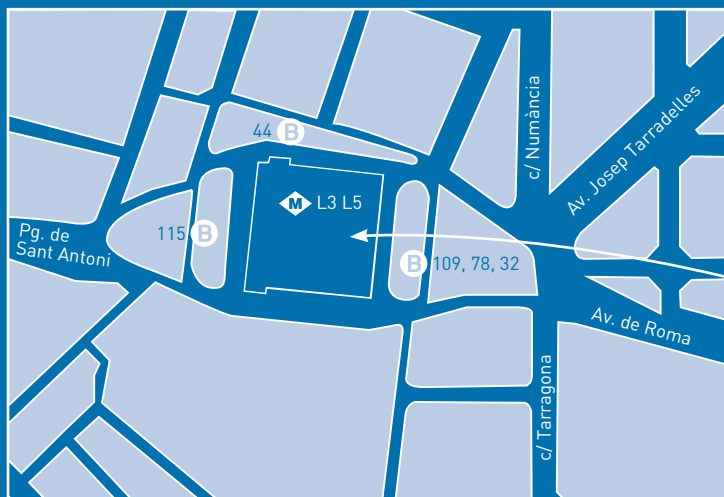 44 B
M L3 L5
115 B
B 109, 78, 32
Pg. de
Sant Antoni
c/ Numància
Av. Josep Tarradelles
Av. de Roma
c/ Tarragona